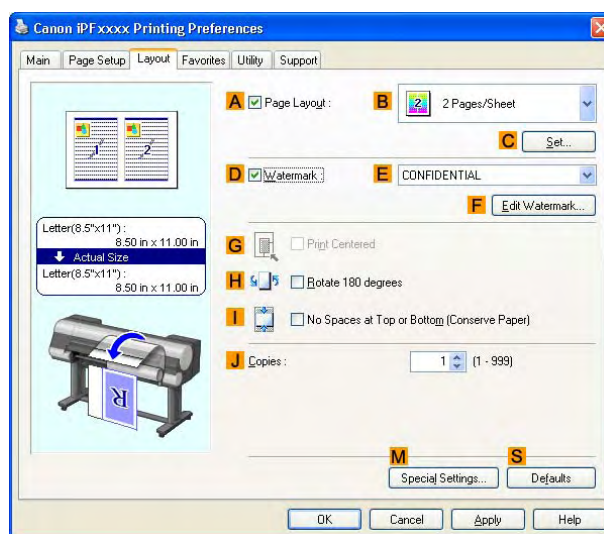 Canon iPFxxxx Printing Preferences
Main Page Setup Layout Favorites Utility Support
A Page Layout : B 2 2 Pages/Sheet
1 2
C Set...
D Watermark : E CONFIDENTIAL
F Edit Watermark...
Letter(8.5"x11") :
8.50 in x 11.00 in
Actual Size
Letter(8.5"x11") :
8.50 in x 11.00 in
G Print Centered
H Rotate 180 degrees
I No Spaces at Top or Bottom (Conserve Paper)
R
J Copies : 1 (1 - 999)
M S
Special Settings... Defaults
OK Cancel Apply Help